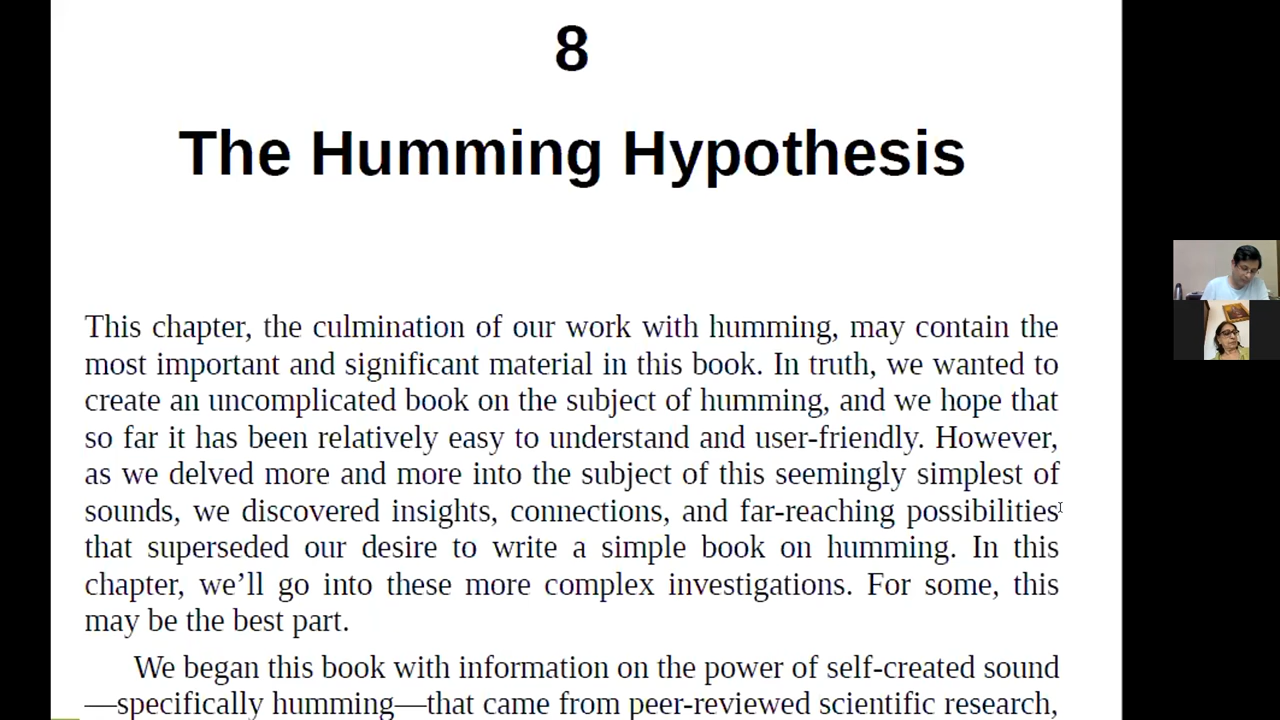 8
The Humming Hypothesis
This chapter, the culmination of our work with humming, may contain the
most important and significant material in this book. In truth, we wanted to
create an uncomplicated book on the subject of humming, and we hope that
so far it has been relatively easy to understand and user-friendly. However,
as we delved more and more into the subject of this seemingly simplest of
sounds, we discovered insights, connections, and far-reaching possibilities
that superseded our desire to write a simple book on humming. In this
chapter, we’ll go into these more complex investigations. For some, this
may be the best part.
We began this book with information on the power of self-created sound
—specifically humming—that came from peer-reviewed scientific research,